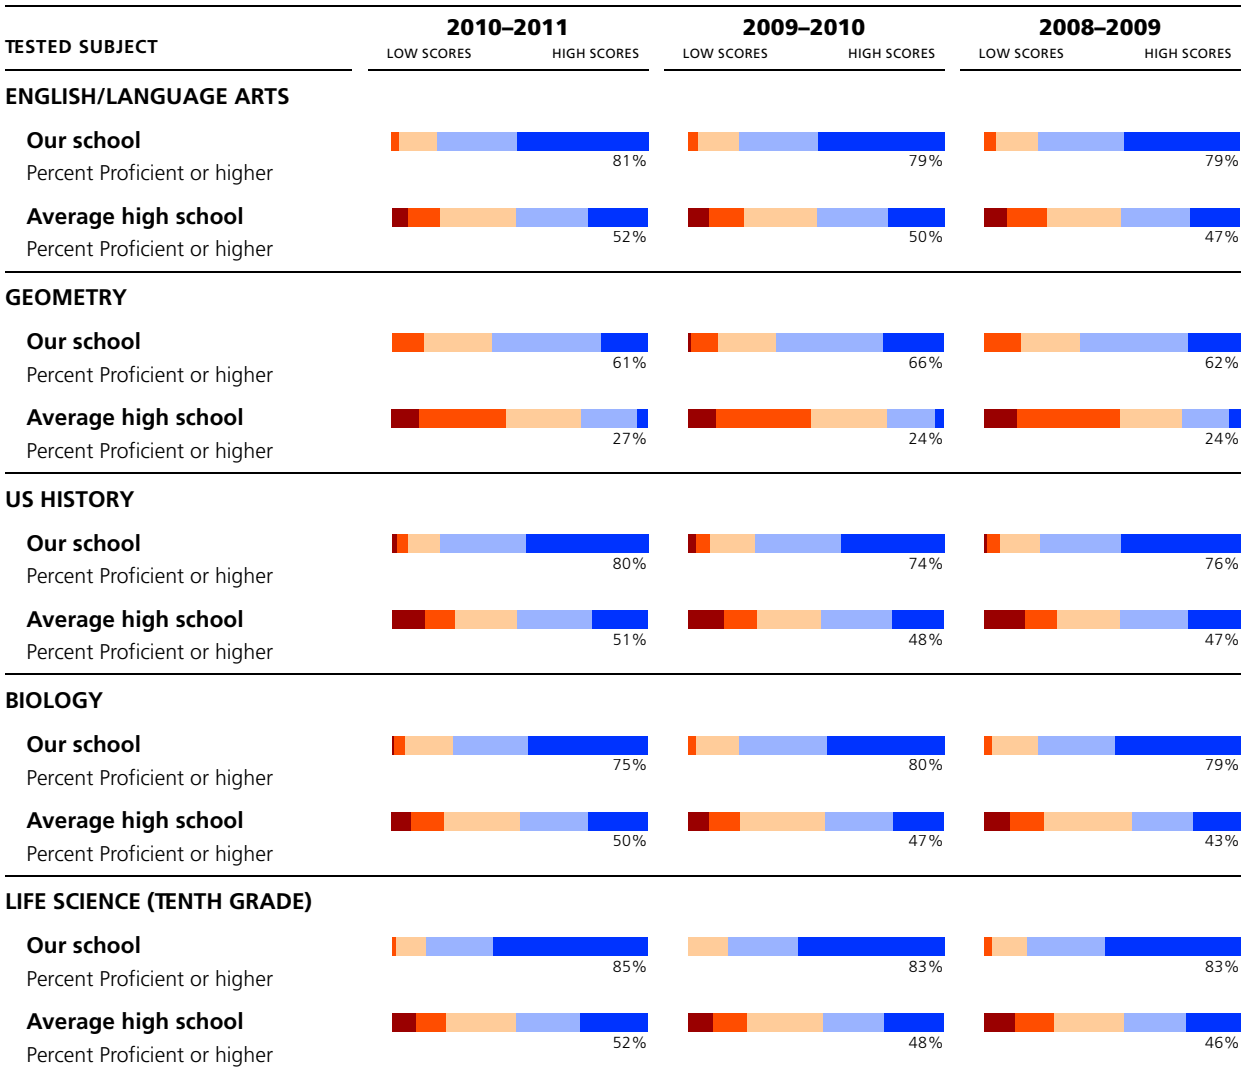 2010–2011 2009–2010 2008–2009
TESTED SUBJECT LOW SCORES HIGH SCORES LOW SCORES HIGH SCORES LOW SCORES HIGH SCORES
ENGLISH/LANGUAGE ARTS
Our school
81% 79% 79%
Percent Proficient or higher
Average high school
52% 50% 47%
Percent Proficient or higher
GEOMETRY
Our school
61% 66% 62%
Percent Proficient or higher
Average high school
27% 24% 24%
Percent Proficient or higher
US HISTORY
Our school
80% 74% 76%
Percent Proficient or higher
Average high school
51% 48% 47%
Percent Proficient or higher
BIOLOGY
Our school
75% 80% 79%
Percent Proficient or higher
Average high school
50% 47% 43%
Percent Proficient or higher
LIFE SCIENCE (TENTH GRADE)
Our school
85% 83% 83%
Percent Proficient or higher
Average high school
52% 48% 46%
Percent Proficient or higher